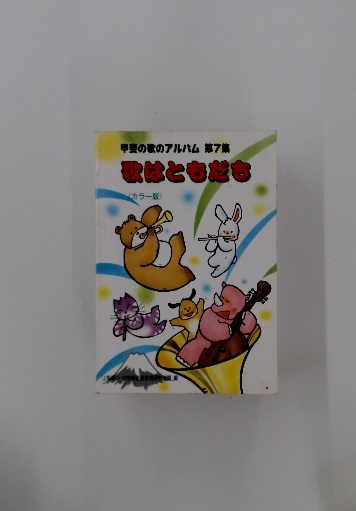 甲斐の歌のアルバム 第7集
歌はともだち
(カラー版)